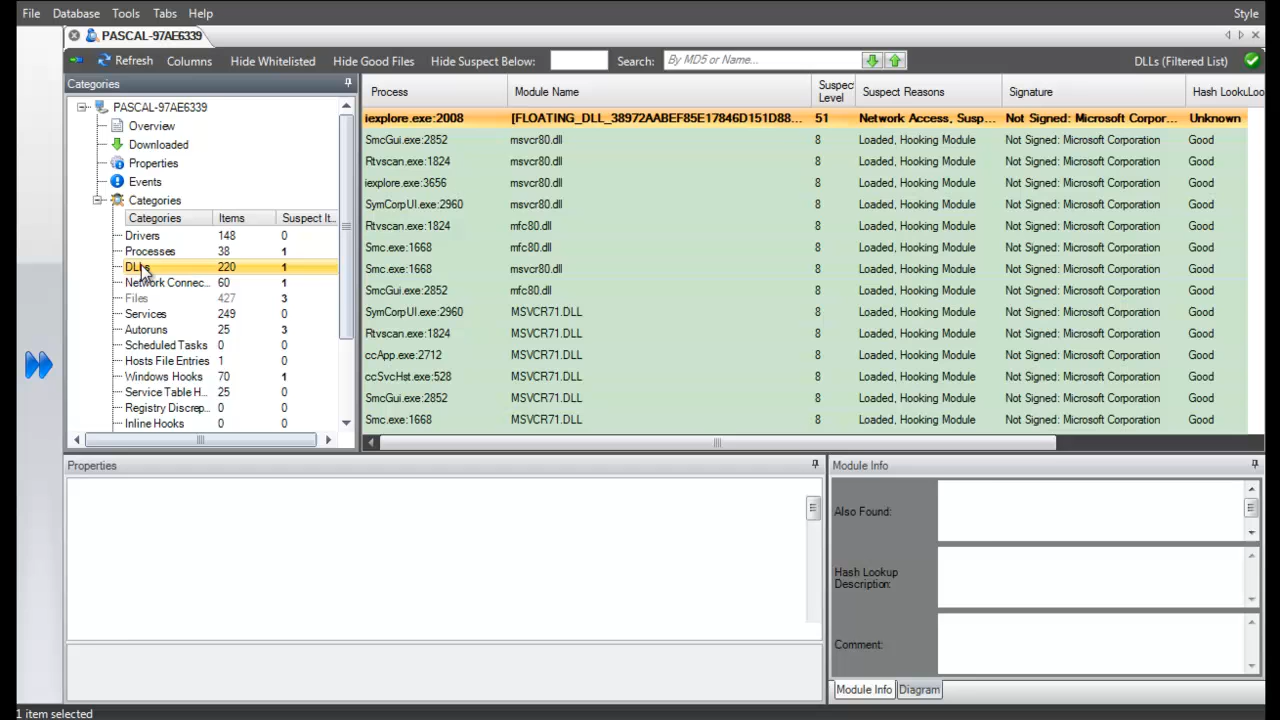 File Database Tools Tabs Help Style
PASCAL-97AE6339
Refresh Columns Hide Whitelisted Hide Good Files Hide Suspect Below: Search: By MD5 or Name... DLLs (Filtered List)
Categories
PASCAL-97AE6339
Overview
Downloaded
Properties
Events
Categories
Categories Items Suspect It...
Drivers 148 0
Processes 38 1
DLLs 220 1
Network Connec... 60 1
Files 427 3
Services 249 0
Autoruns 25 3
Scheduled Tasks 0 0
Hosts File Entries 1 0
Windows Hooks 70 1
Service Table H... 25 0
Registry Discrep... 0 0
Inline Hooks 0 0
Process Module Name Suspect Level Suspect Reasons Signature Hash Looku Loo
iexplore.exe:2008 [FLOATING_DLL_38972AABEF85E17846D151D88... 51 Network Access, Susp... Not Signed: Microsoft Corpor... Unknown
SmcGui.exe:2852 msvcr80.dll 8 Loaded, Hooking Module Not Signed: Microsoft Corporation Good
Rtvscan.exe:1824 msvcr80.dll 8 Loaded, Hooking Module Not Signed: Microsoft Corporation Good
iexplore.exe:3656 msvcr80.dll 8 Loaded, Hooking Module Not Signed: Microsoft Corporation Good
SymCorpUI.exe:2960 msvcr80.dll 8 Loaded, Hooking Module Not Signed: Microsoft Corporation Good
Rtvscan.exe:1824 mfc80.dll 8 Loaded, Hooking Module Not Signed: Microsoft Corporation Good
Smc.exe:1668 mfc80.dll 8 Loaded, Hooking Module Not Signed: Microsoft Corporation Good
Smc.exe:1668 msvcr80.dll 8 Loaded, Hooking Module Not Signed: Microsoft Corporation Good
SmcGui.exe:2852 mfc80.dll 8 Loaded, Hooking Module Not Signed: Microsoft Corporation Good
SymCorpUI.exe:2960 MSVCR71.DLL 8 Loaded, Hooking Module Not Signed: Microsoft Corporation Good
Rtvscan.exe:1824 MSVCR71.DLL 8 Loaded, Hooking Module Not Signed: Microsoft Corporation Good
ccApp.exe:2712 MSVCR71.DLL 8 Loaded, Hooking Module Not Signed: Microsoft Corporation Good
ccSvcHst.exe:528 MSVCR71.DLL 8 Loaded, Hooking Module Not Signed: Microsoft Corporation Good
SmcGui.exe:2852 MSVCR71.DLL 8 Loaded, Hooking Module Not Signed: Microsoft Corporation Good
Smc.exe:1668 MSVCR71.DLL 8 Loaded, Hooking Module Not Signed: Microsoft Corporation Good
Properties
Module Info
Also Found:
Hash Lookup
Description:
Comment:
Module Info Diagram
1 item selected